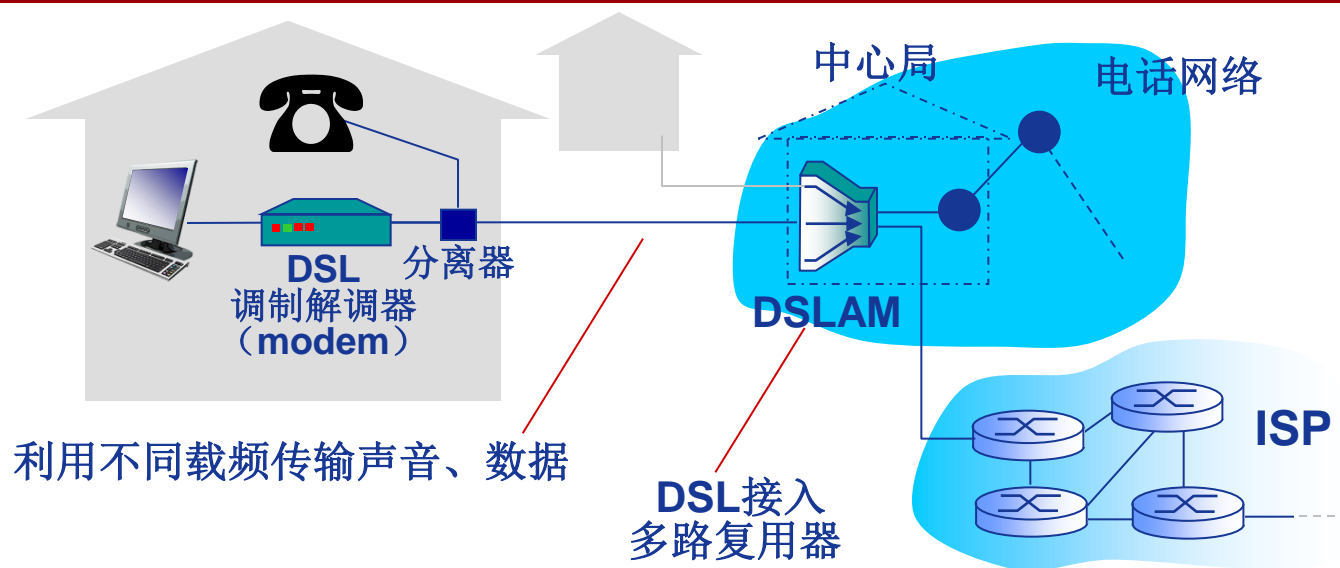 中心局
电话网络
DSL
调制解调器
（modem）
分离器
DSLAM
ISP
利用不同载频传输声音、数据
DSL接入
多路复用器